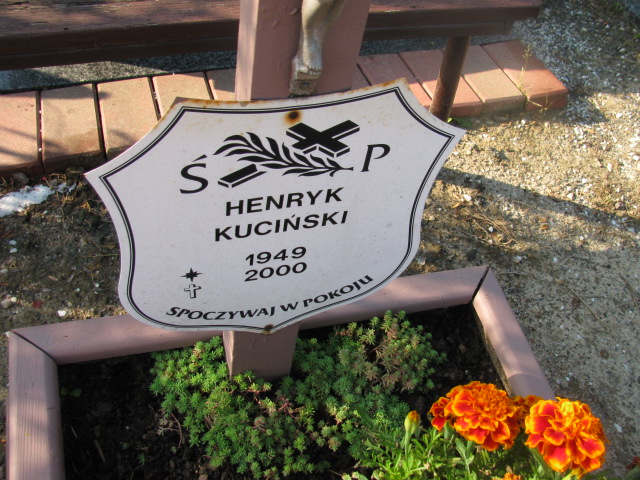 Ś P
HENRYK
KUCIŃSKI
1949
2000
SPOCZYWAJ W POKOJU